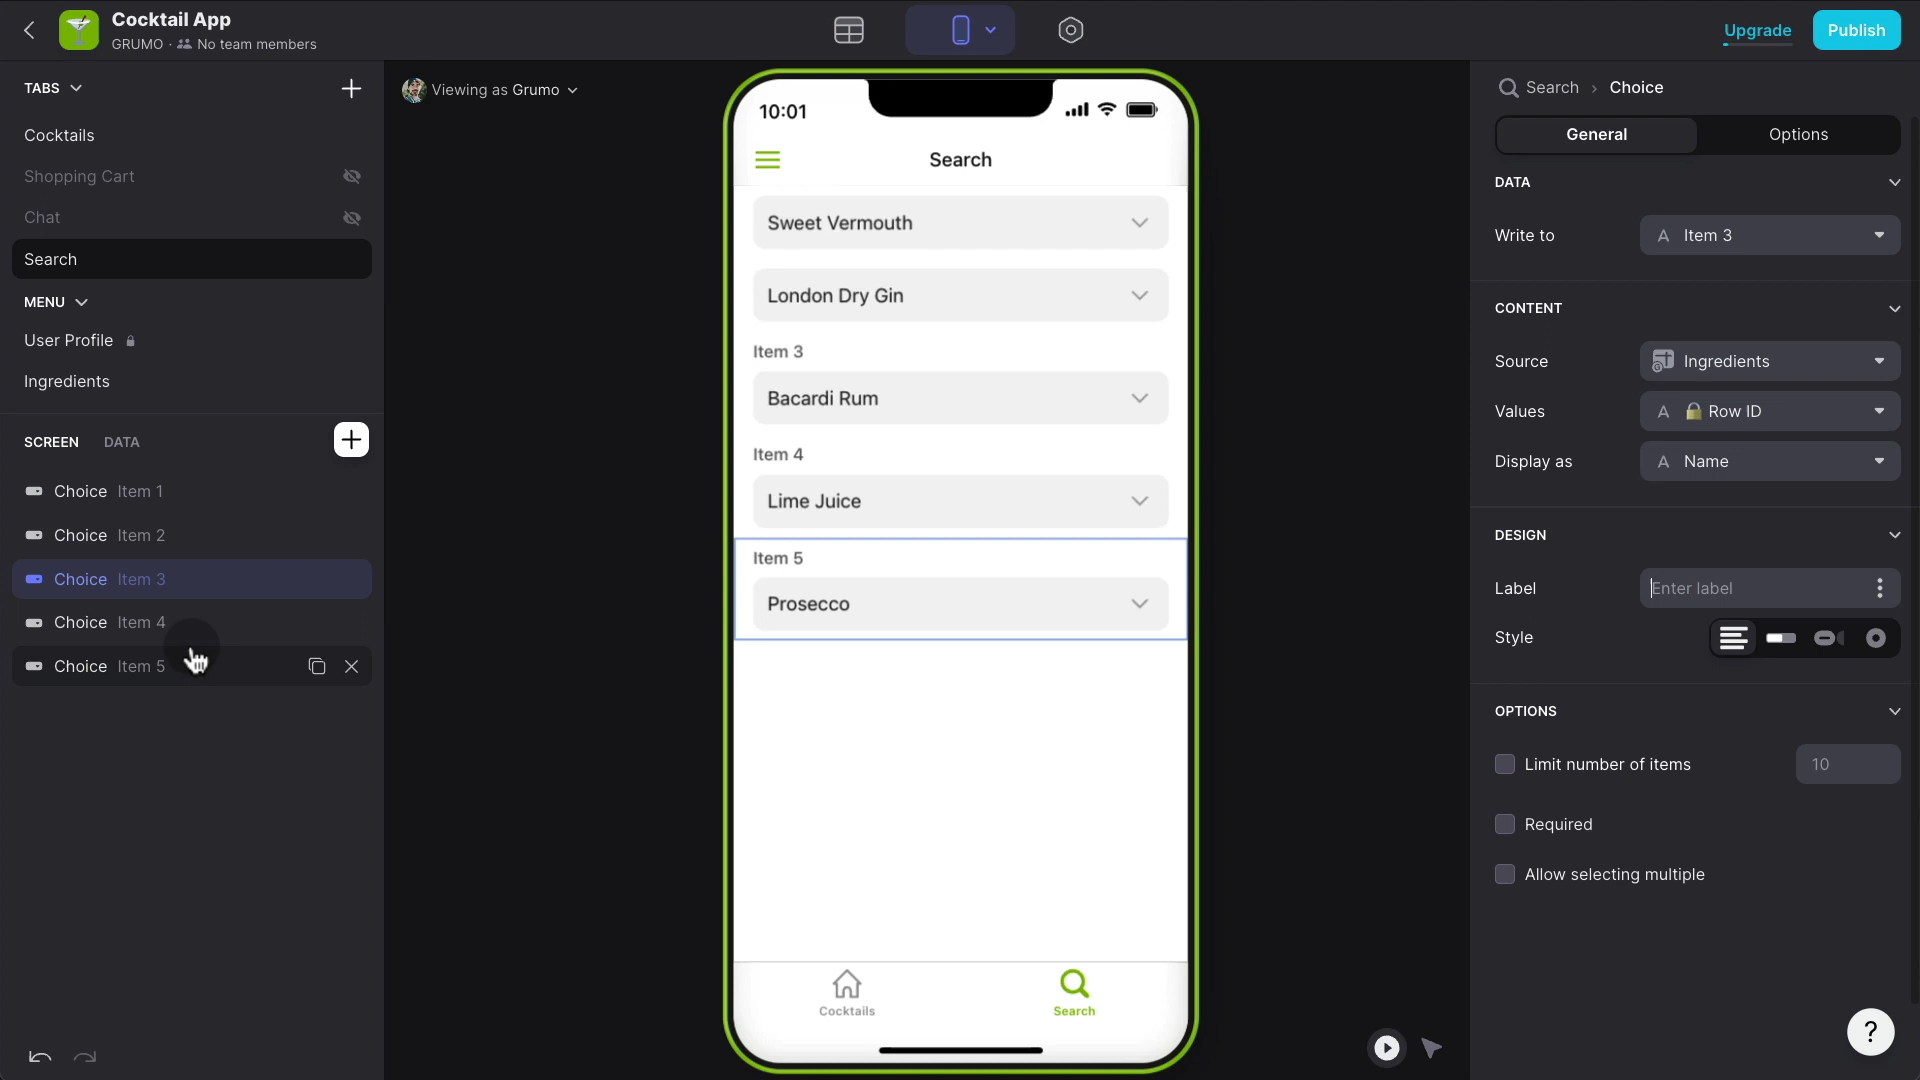 Cocktail App
GRUMO · No team members
Upgrade
Publish
TABS
Cocktails
Shopping Cart
Chat
Search
MENU
User Profile
Ingredients
SCREEN DATA
Choice Item 1
Choice Item 2
Choice Item 3
Choice Item 4
Choice Item 5
Viewing as Grumo
10:01
Search
Sweet Vermouth
London Dry Gin
Item 3
Bacardi Rum
Item 4
Lime Juice
Item 5
Prosecco
Cocktails
Search
Search › Choice
General
Options
DATA
Write to
A Item 3
CONTENT
Source
Ingredients
Values
A Row ID
Display as
A Name
DESIGN
Label
Enter label
Style
OPTIONS
Limit number of items
10
Required
Allow selecting multiple
?